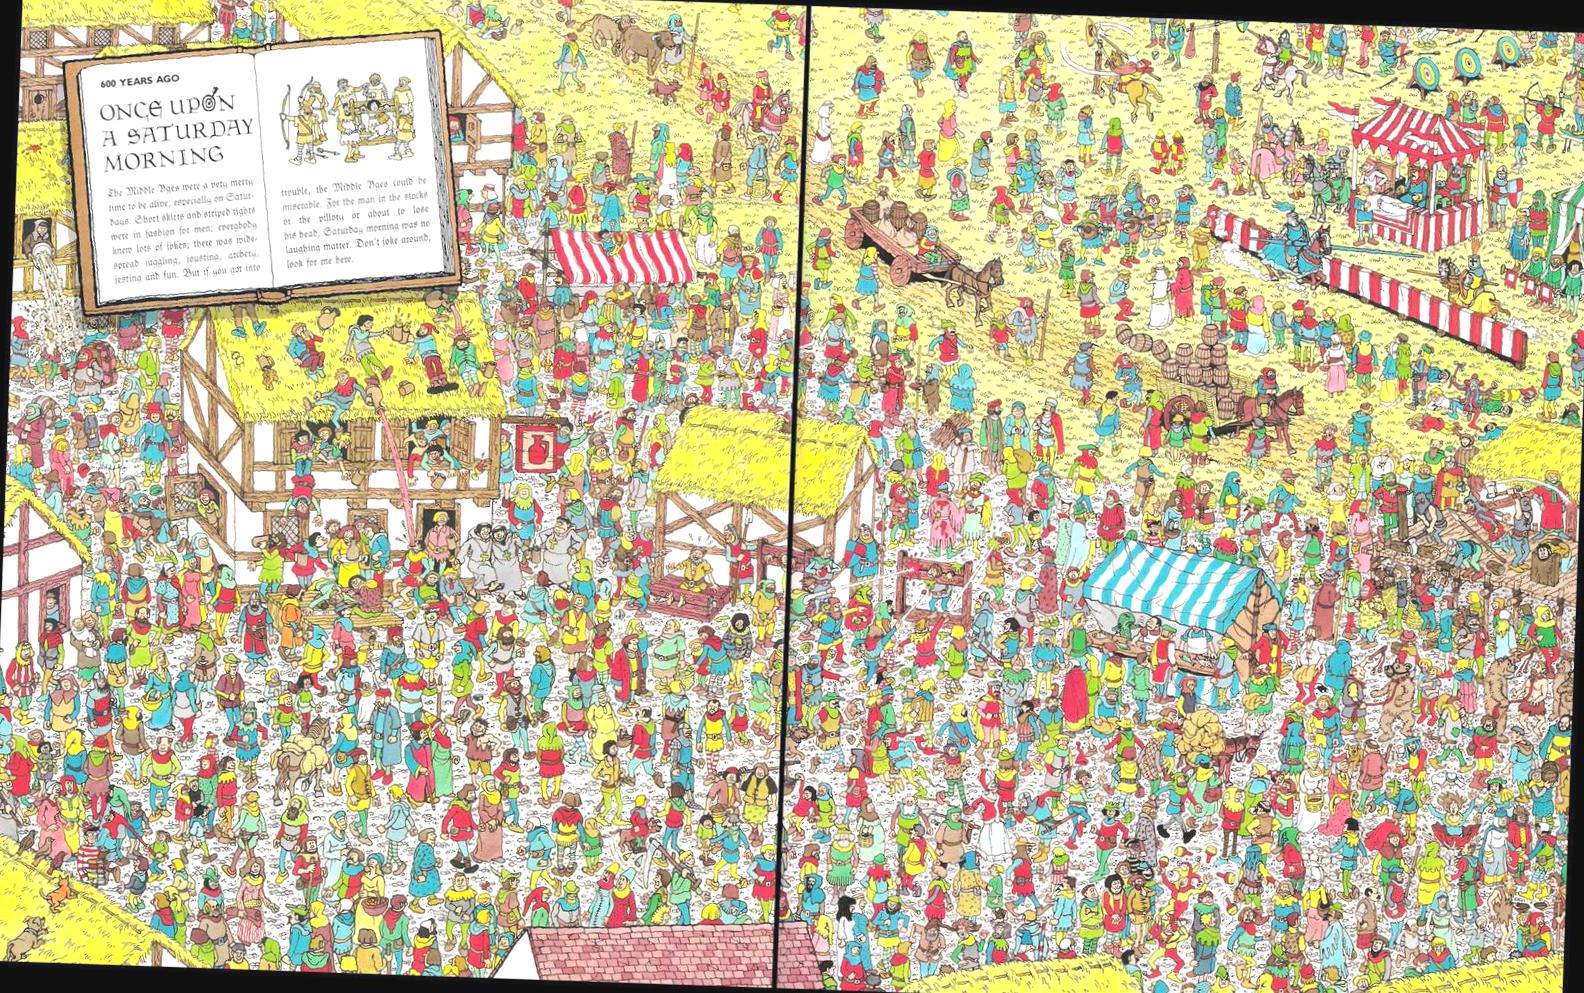 600 YEARS AGO
ONCE UPON
A SATURDAY
MORNING
The Middle Ages were a very merry
time to be alive, especially on Satur-
days. Short skirts and striped tights
were in fashion for men; everybody
knew lots of jokes; there was wide-
spread juggling, jousting, archery,
jesting and fun. But if you got into
trouble, the Middle Ages could be
miserable. For the man in the stocks
or the pillory or about to lose
his head, Saturday morning was no
laughing matter. Don't joke around,
look for me here.